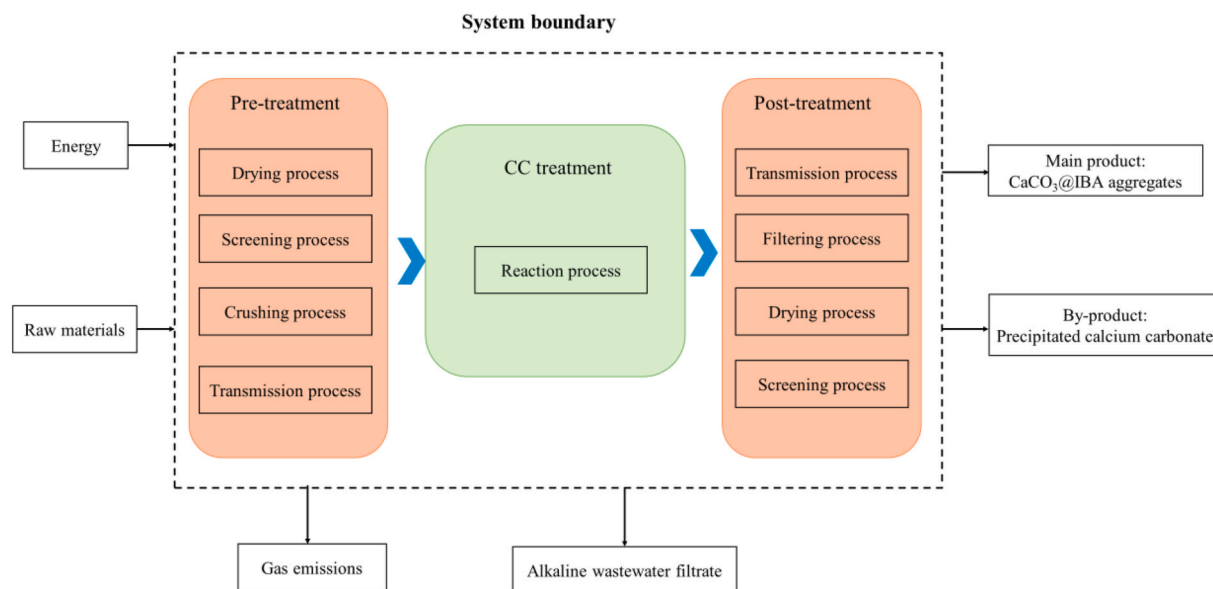 System boundary
Energy
Raw materials
Pre-treatment
Drying process
Screening process
Crushing process
Transmission process
CC treatment
Reaction process
Post-treatment
Transmission process
Filtering process
Drying process
Screening process
Main product:
CaCO₃@IBA aggregates
By-product:
Precipitated calcium carbonate
Gas emissions
Alkaline wastewater filtrate